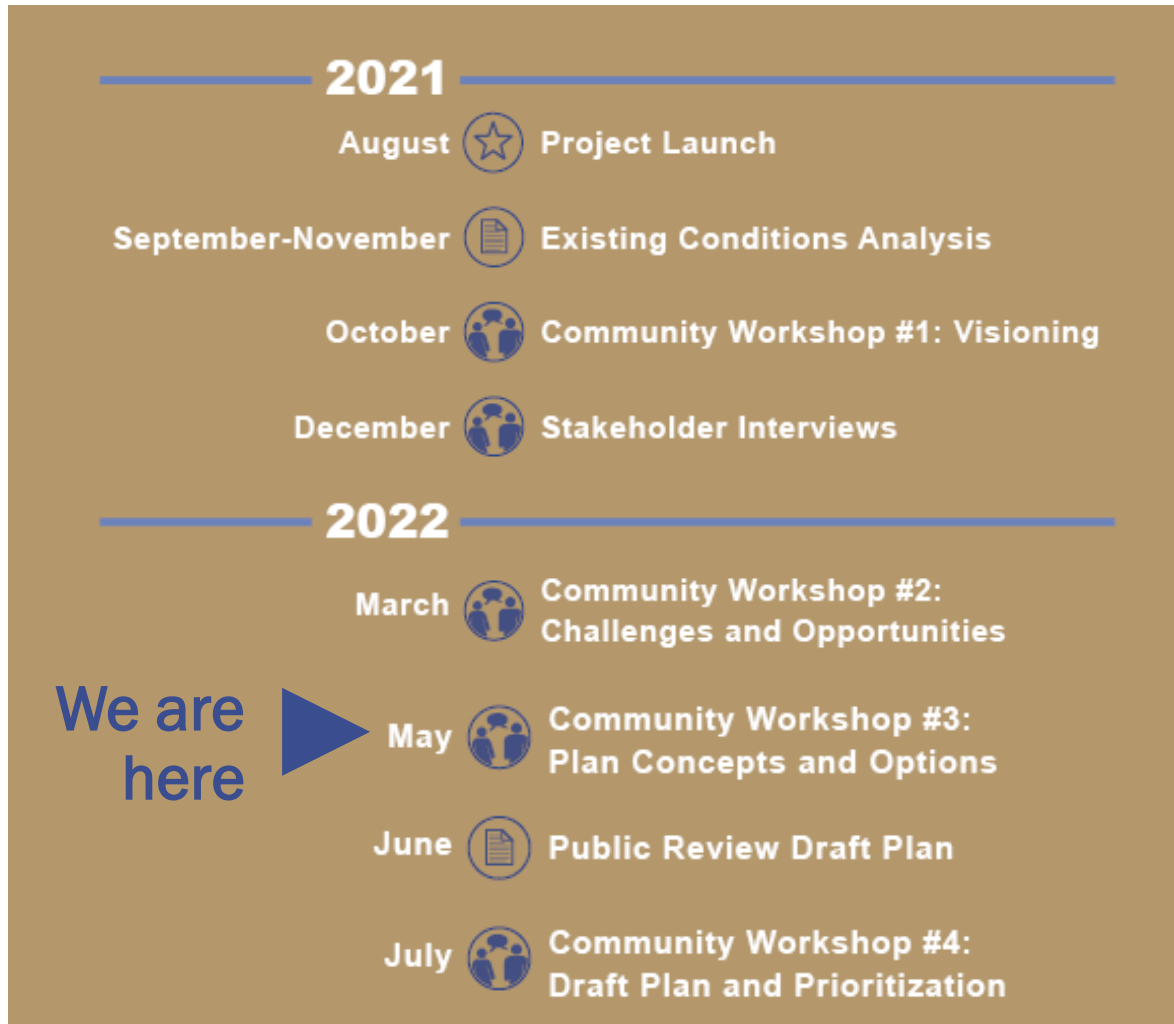 2021
August Project Launch
September-November Existing Conditions Analysis
October Community Workshop #1: Visioning
December Stakeholder Interviews
2022
March Community Workshop #2:
Challenges and Opportunities
We are
here
May Community Workshop #3:
Plan Concepts and Options
June Public Review Draft Plan
July Community Workshop #4:
Draft Plan and Prioritization